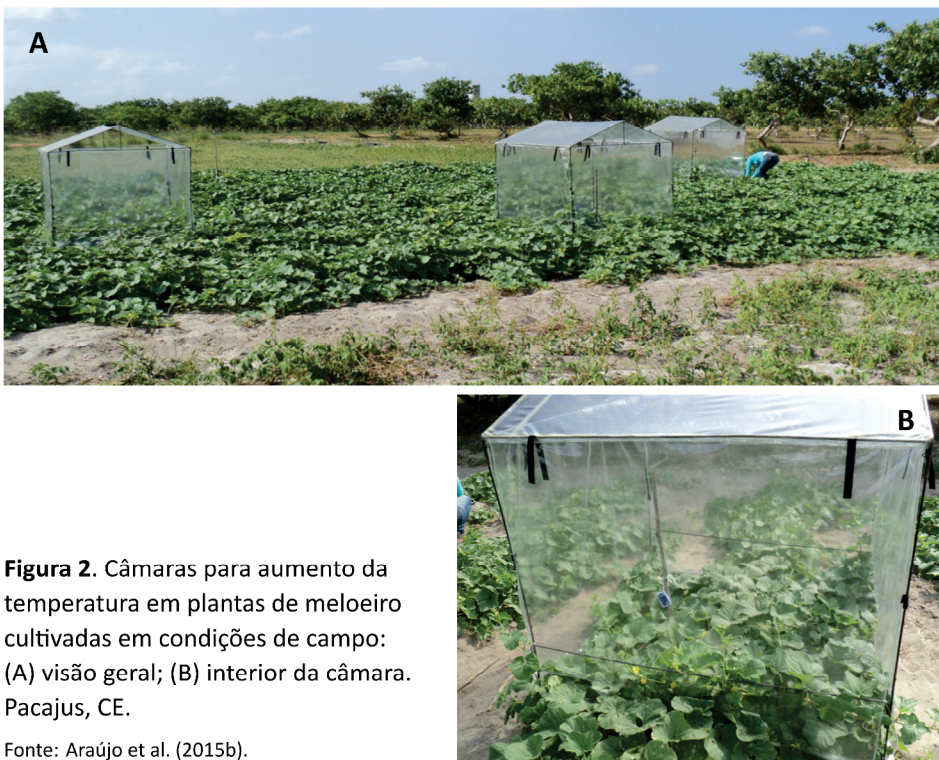 A
B
Figura 2. Câmaras para aumento da
temperatura em plantas de meloeiro
cultivadas em condições de campo:
(A) visão geral; (B) interior da câmara.
Pacajus, CE.
Fonte: Araújo et al. (2015b).